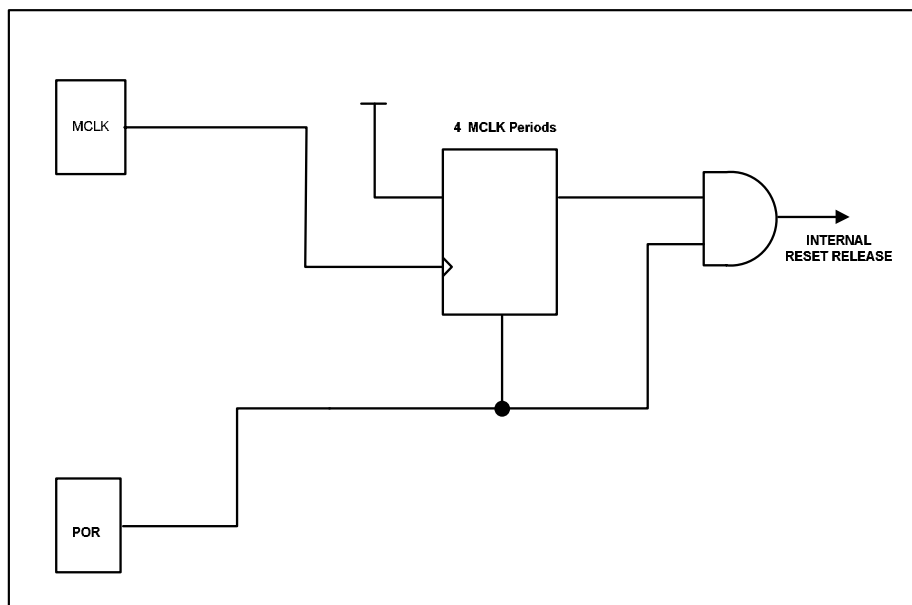 MCLK
4 MCLK Periods
INTERNAL
RESET RELEASE
POR